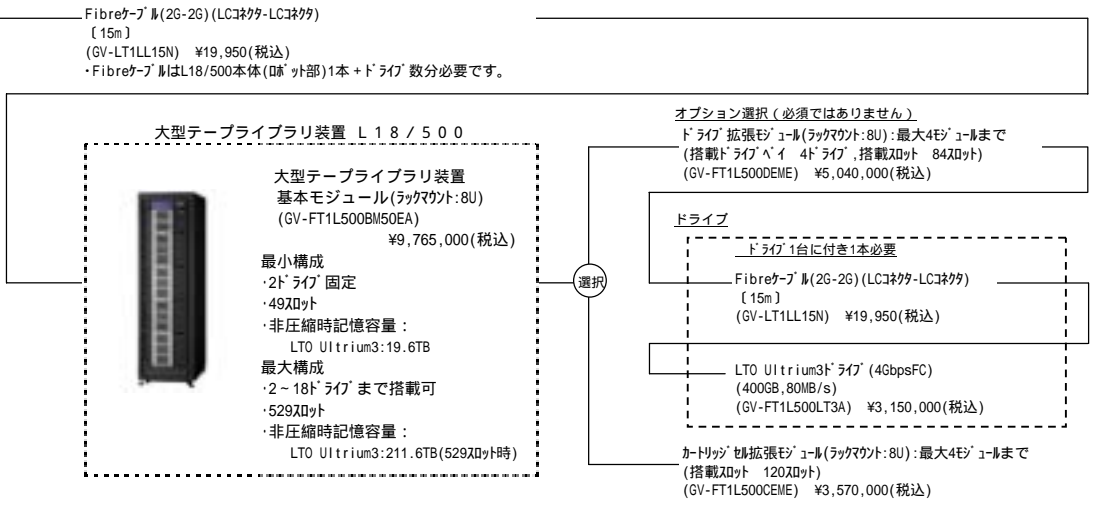 Fibreｹｰﾌﾞﾙ(2G-2G)(LCｺﾈｸﾀ-LCｺﾈｸﾀ)
〔15m〕
(GV-LT1LL15N) ¥19,950(税込)
･FibreｹｰﾌﾞﾙはL18/500本体(ﾛﾎﾞｯﾄ部)1本+ﾄﾞﾗｲﾌﾞ数分必要です。
大型テープライブラリ装置 L18/500
大型テープライブラリ装置
基本モジュール(ﾗｯｸﾏｳﾝﾄ:8U)
(GV-FT1L500BM50EA)
¥9,765,000(税込)
最小構成
･2ﾄﾞﾗｲﾌﾞ固定
･49ｽﾛｯﾄ
･非圧縮時記憶容量：
LTO Ultrium3:19.6TB
最大構成
･2~18ﾄﾞﾗｲﾌﾞまで搭載可
･529ｽﾛｯﾄ
･非圧縮時記憶容量：
LTO Ultrium3:211.6TB(529ｽﾛｯﾄ時)
選択
オプション選択(必須ではありません)
ﾄﾞﾗｲﾌﾞ拡張ﾓｼﾞｭｰﾙ(ﾗｯｸﾏｳﾝﾄ:8U):最大4ﾓｼﾞｭｰﾙまで
(搭載ﾄﾞﾗｲﾌﾞﾍﾞｲ 4ﾄﾞﾗｲﾌﾞ,搭載ｽﾛｯﾄ 84ｽﾛｯﾄ)
(GV-FT1L500DEME) ¥5,040,000(税込)
ドライブ
ﾄﾞﾗｲﾌﾞ1台に付き1本必要
Fibreｹｰﾌﾞﾙ(2G-2G)(LCｺﾈｸﾀ-LCｺﾈｸﾀ)
〔15m〕
(GV-LT1LL15N) ¥19,950(税込)
LTO Ultrium3ﾄﾞﾗｲﾌﾞ(4GbpsFC)
(400GB,80MB/s)
(GV-FT1L500LT3A) ¥3,150,000(税込)
ｶｰﾄﾘｯｼﾞｾﾙ拡張ﾓｼﾞｭｰﾙ(ﾗｯｸﾏｳﾝﾄ:8U):最大4ﾓｼﾞｭｰﾙまで
(搭載ｽﾛｯﾄ 120ｽﾛｯﾄ)
(GV-FT1L500CEME) ¥3,570,000(税込)